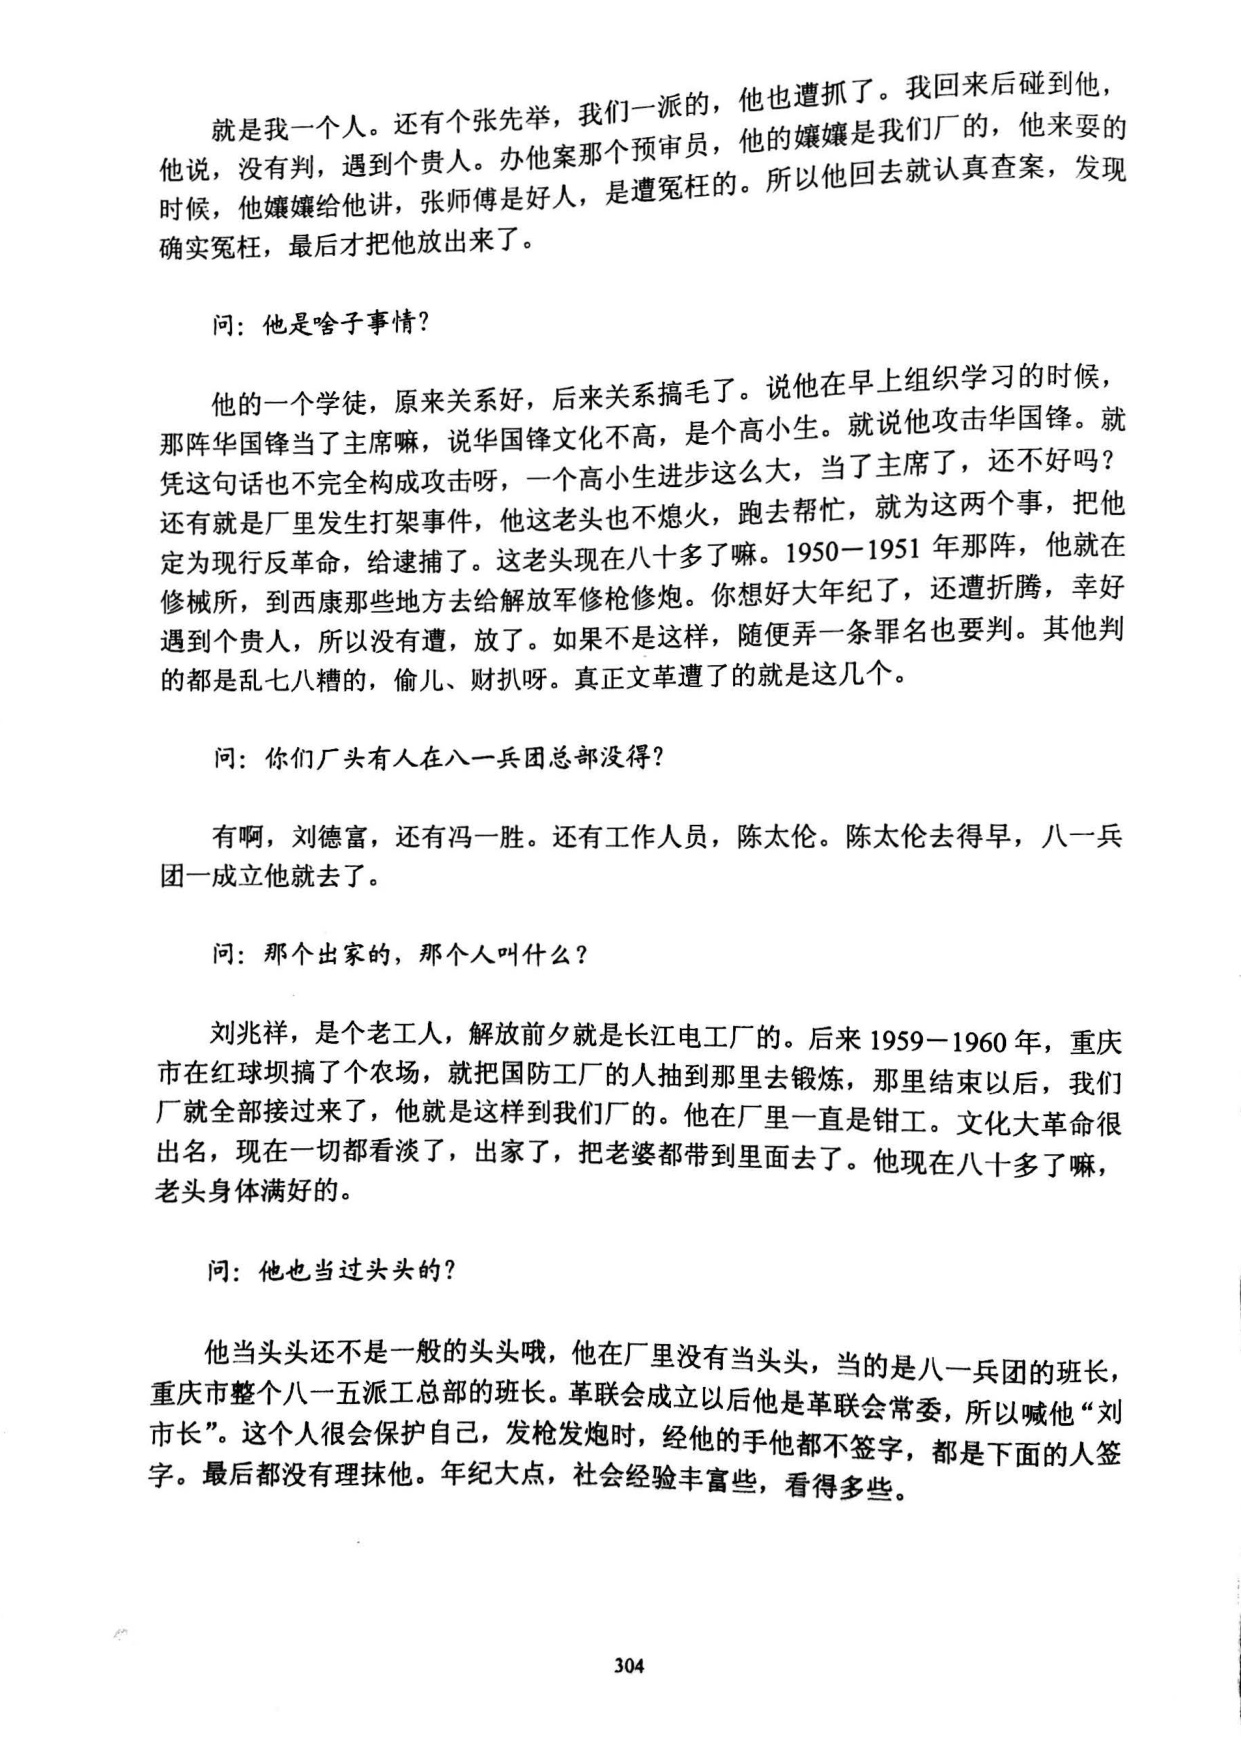 就是我一个人。还有个张先举，我们一派的，他也遭抓了。我回来后碰到他，
他说，没有判，遇到个贵人。办他案那个预审员，他的孃孃是我们厂的，他来耍的
时候，他孃孃给他讲，张师傅是好人，是遭冤枉的。所以他回去就认真查案，发现
确实冤枉，最后才把他放出来了。
问：他是啥子事情？
他的一个学徒，原来关系好，后来关系搞毛了。说他在早上组织学习的时候，
那阵华国锋当了主席嘛，说华国锋文化不高，是个高小生。就说他攻击华国锋。就
凭这句话也不完全构成攻击呀，一个高小生进步这么大，当了主席了，还不好吗？
还有就是厂里发生打架事件，他这老头也不熄火，跑去帮忙，就为这两个事，把他
定为现行反革命，给逮捕了。这老头现在八十多了嘛。1950－1951 年那阵，他就在
修械所，到西康那些地方去给解放军修枪修炮。你想好大年纪了，还遭折腾，幸好
遇到个贵人，所以没有遭，放了。如果不是这样，随便弄一条罪名也要判。其他判
的都是乱七八糟的，偷儿、财扒呀。真正文革遭了的就是这几个。
问：你们厂头有人在八一兵团总部没得？
有啊，刘德富，还有冯一胜。还有工作人员，陈太伦。陈太伦去得早，八一兵
团一成立他就去了。
问：那个出家的，那个人叫什么？
刘兆祥，是个老工人，解放前夕就是长江电工厂的。后来 1959－1960 年，重庆
市在红球坝搞了个农场，就把国防工厂的人抽到那里去锻炼，那里结束以后，我们
厂就全部接过来了，他就是这样到我们厂的。他在厂里一直是钳工。文化大革命很
出名，现在一切都看淡了，出家了，把老婆都带到里面去了。他现在八十多了嘛，
老头身体满好的。
问：他也当过头头的？
他当头头还不是一般的头头哦，他在厂里没有当头头，当的是八一兵团的班长，
重庆市整个八一五派工总部的班长。革联会成立以后他是革联会常委，所以喊他“刘
市长”。这个人很会保护自己，发枪发炮时，经他的手他都不签字，都是下面的人签
字。最后都没有理抹他。年纪大点，社会经验丰富些，看得多些。
304